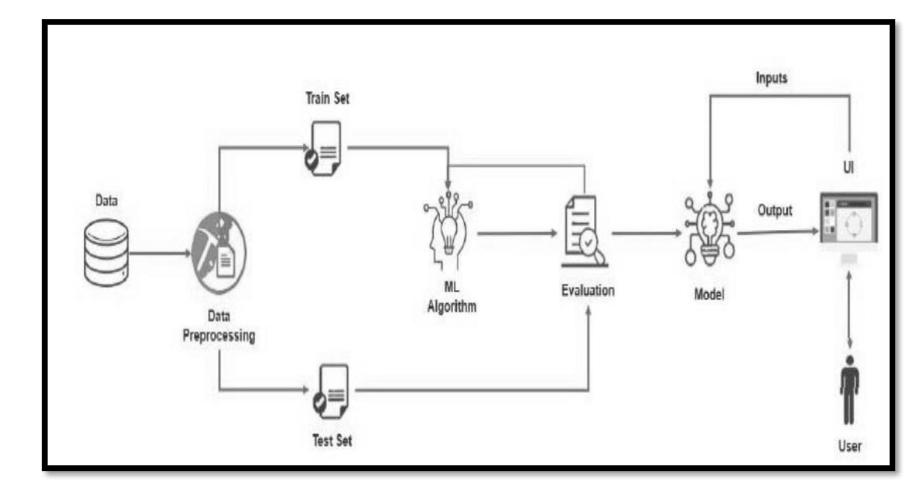 Inputs
Train Set
UI
Data
Output
ML
Algorithm
Evaluation
Model
Data
Preprocessing
Test Set
User